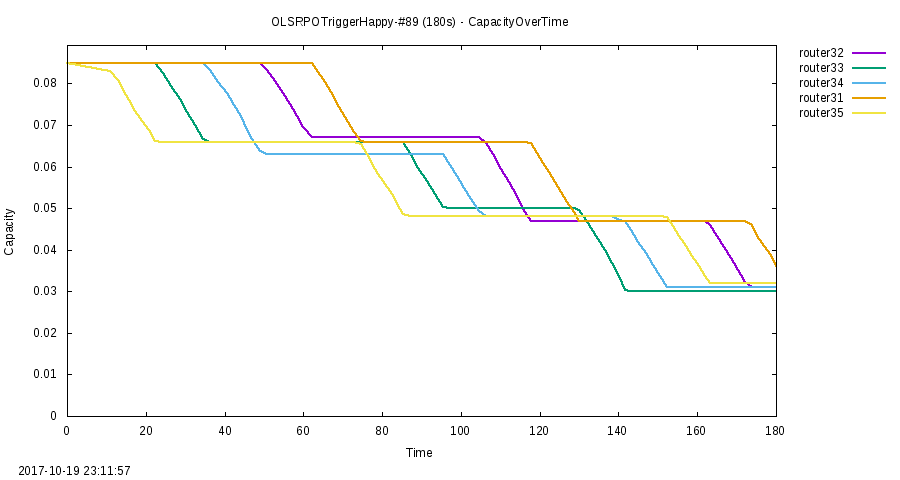 OLSRPOTriggerHappy-#89 (180s) - CapacityOverTime
router32
router33
router34
router31
router35
0.08
0.07
0.06
0.05
0.04
0.03
0.02
0.01
0
Capacity
0 20 40 60 80 100 120 140 160 180
Time
2017-10-19 23:11:57